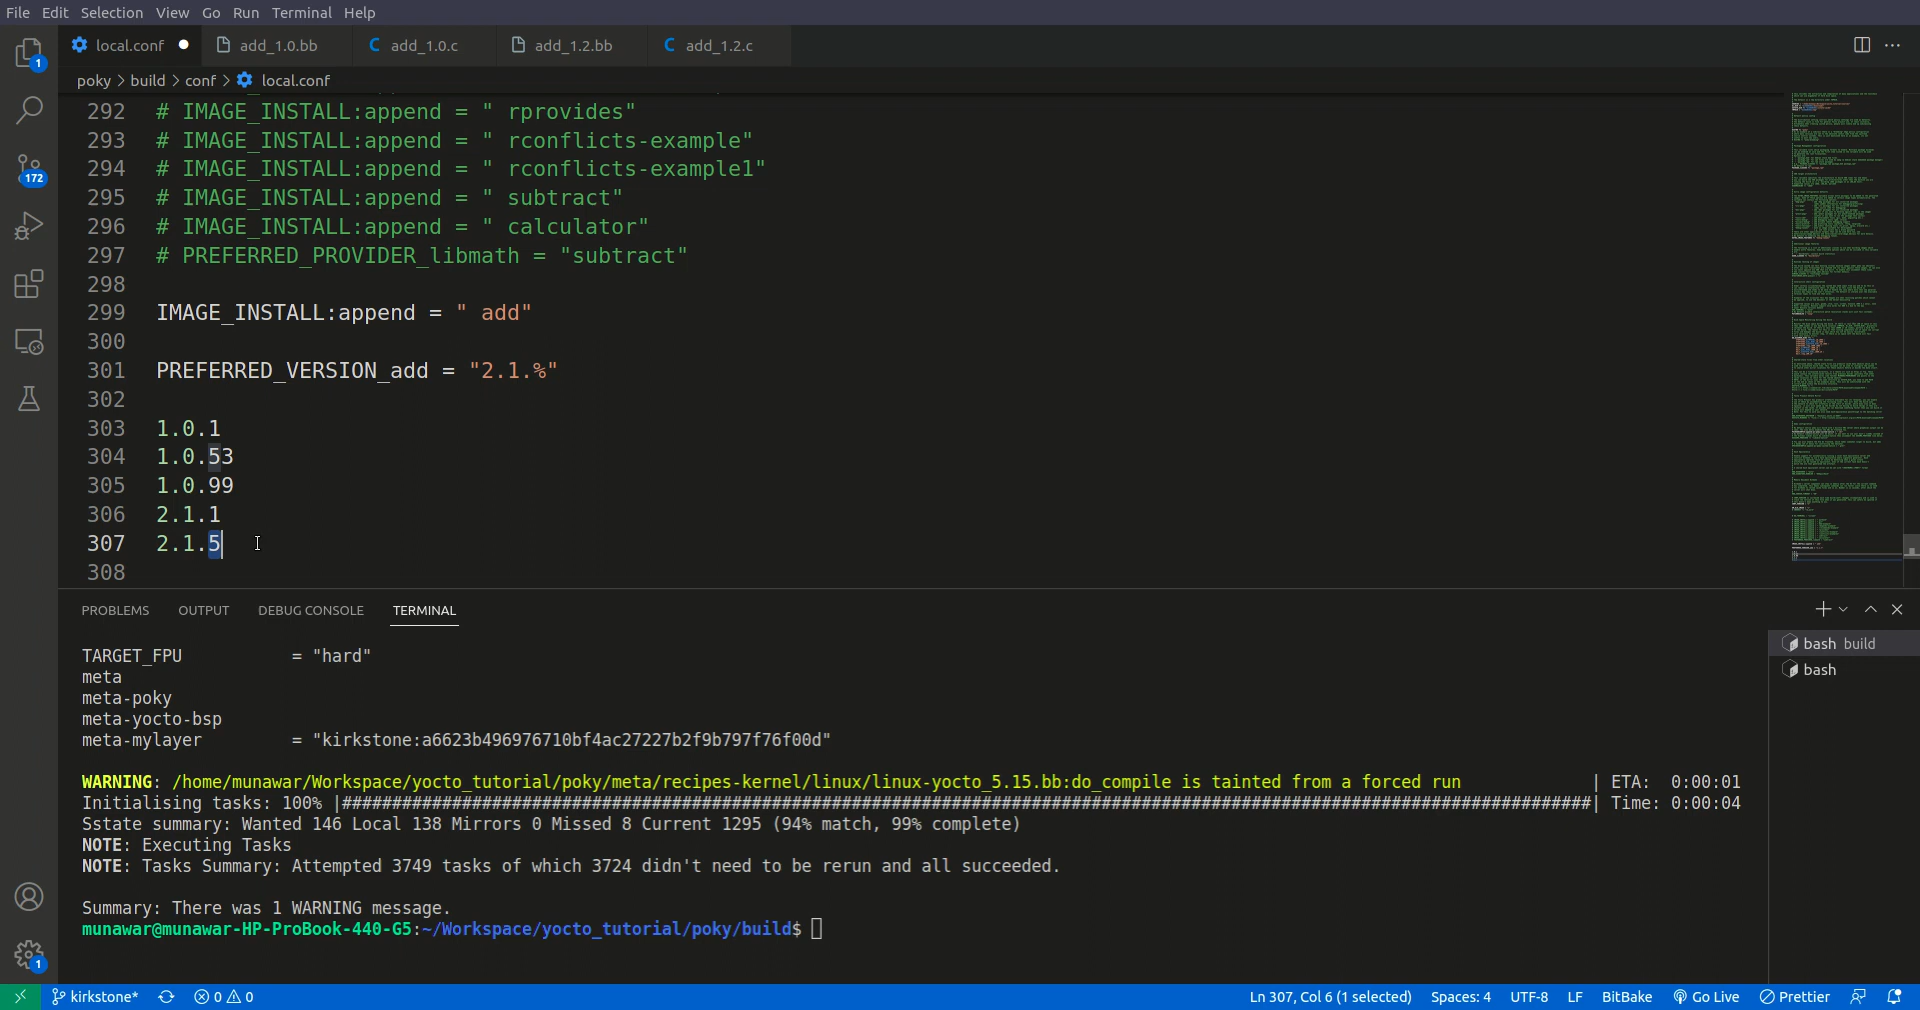 File Edit Selection View Go Run Terminal Help
local.conf add_1.0.bb add_1.0.c add_1.2.bb add_1.2.c
1
poky > build > conf > local.conf
292 # IMAGE_INSTALL:append = " rprovides"
293 # IMAGE_INSTALL:append = " rconflicts-example"
294 # IMAGE_INSTALL:append = " rconflicts-example1"
172
295 # IMAGE_INSTALL:append = " subtract"
296 # IMAGE_INSTALL:append = " calculator"
297 # PREFERRED_PROVIDER_libmath = "subtract"
298
299 IMAGE_INSTALL:append = " add"
300
301 PREFERRED_VERSION_add = "2.1.%"
302
303 1.0.1
304 1.0.53
305 1.0.99
306 2.1.1
307 2.1.5
308
PROBLEMS OUTPUT DEBUG CONSOLE TERMINAL
bash build
bash
TARGET_FPU = "hard"
meta
meta-poky
meta-yocto-bsp
meta-mylayer = "kirkstone:a6623b496976710bf4ac27227b2f9b797f76f00d"
WARNING: /home/munawar/Workspace/yocto_tutorial/poky/meta/recipes-kernel/linux/linux-yocto_5.15.bb:do_compile is tainted from a forced run | ETA: 0:00:01
Initialising tasks: 100% |#############################################################################################################################| Time: 0:00:04
Sstate summary: Wanted 146 Local 138 Mirrors 0 Missed 8 Current 1295 (94% match, 99% complete)
NOTE: Executing Tasks
NOTE: Tasks Summary: Attempted 3749 tasks of which 3724 didn't need to be rerun and all succeeded.
Summary: There was 1 WARNING message.
munawar@munawar-HP-ProBook-440-G5:~/Workspace/yocto_tutorial/poky/build$
1
kirkstone* 0 0 Ln 307, Col 6 (1 selected) Spaces: 4 UTF-8 LF BitBake Go Live Prettier